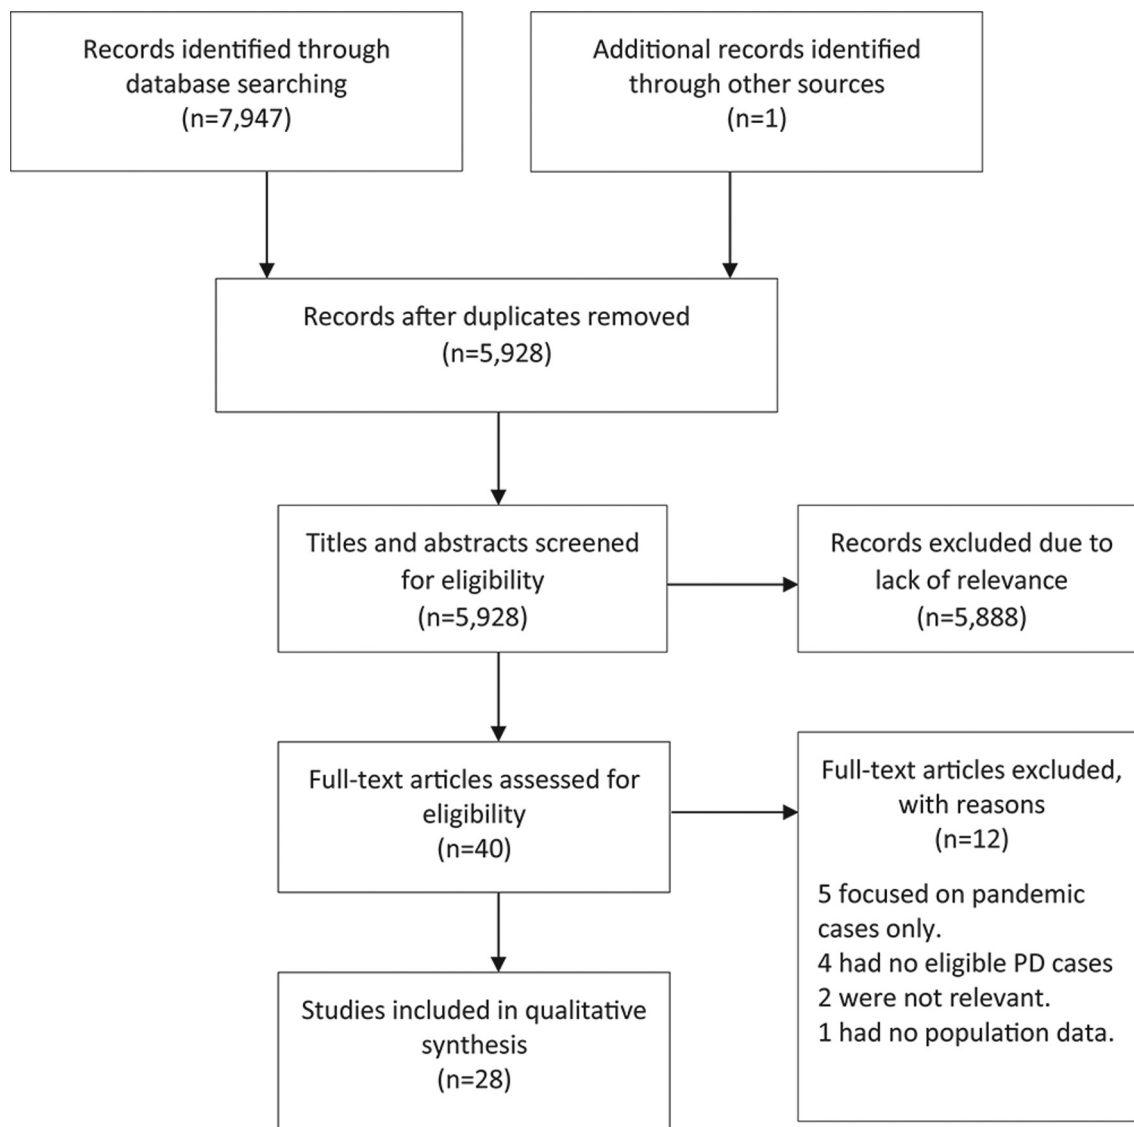 Records identified through
database searching
(n=7,947)
Additional records identified
through other sources
(n=1)
Records after duplicates removed
(n=5,928)
Titles and abstracts screened
for eligibility
(n=5,928)
Records excluded due to
lack of relevance
(n=5,888)
Full-text articles assessed for
eligibility
(n=40)
Full-text articles excluded,
with reasons
(n=12)
5 focused on pandemic
cases only.
4 had no eligible PD cases
2 were not relevant.
1 had no population data.
Studies included in qualitative
synthesis
(n=28)